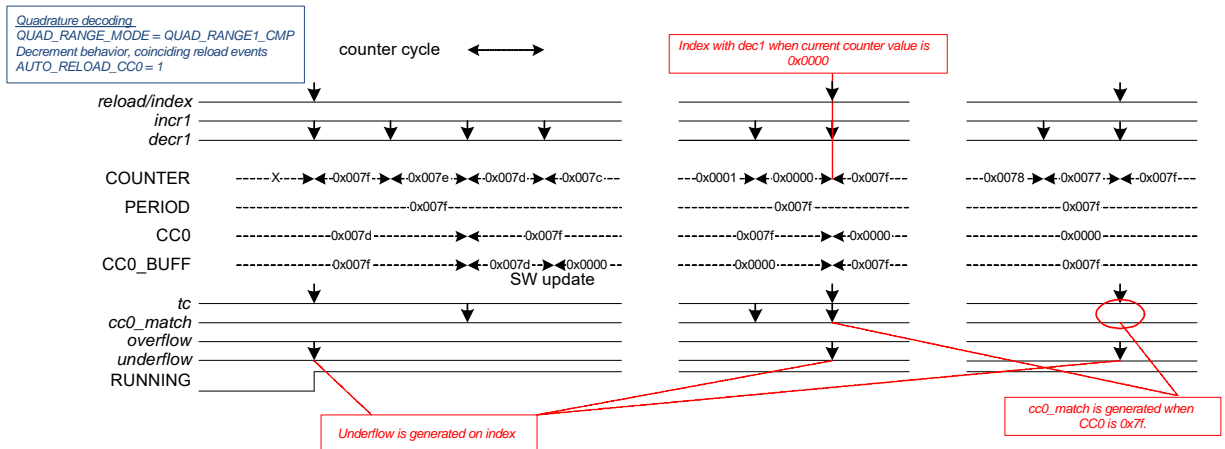 Quadrature decoding
QUAD_RANGE_MODE = QUAD_RANGE1_CMP
Decrement behavior, coinciding reload events
AUTO_RELOAD_CC0 = 1
counter cycle
Index with dec1 when current counter value is
0x0000
reload/index
incr1
decr1
COUNTER X 0x007f 0x007e 0x007d 0x007c 0x0001 0x0000 0x007f 0x0078 0x0077 0x007f
PERIOD 0x007f 0x007f 0x007f
CC0 0x007d 0x007f 0x007f 0x0000 0x0000
CC0_BUFF 0x007f 0x007d 0x0000 0x0000 0x007f 0x007f
SW update
tc
cc0_match
overflow
underflow
RUNNING
Underflow is generated on index
cc0_match is generated when
CC0 is 0x7f.